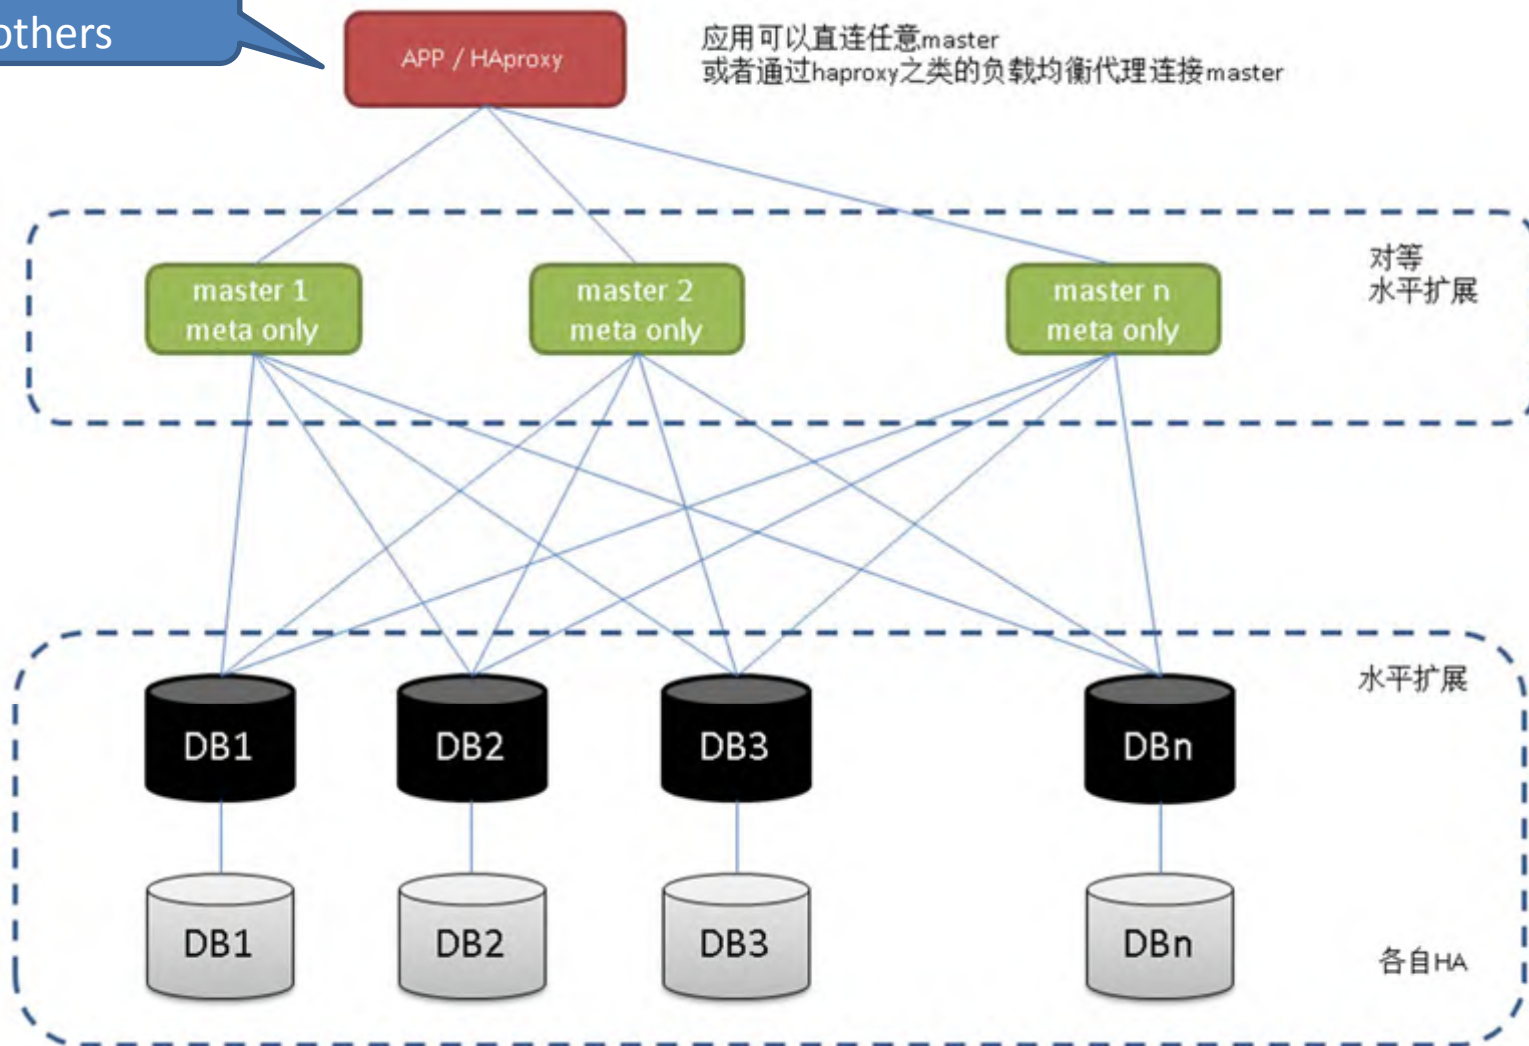 others
APP / HAproxy
应用可以直连任意master
或者通过haproxy之类的负载均衡代理连接master
对等
水平扩展
master 1
meta only
master 2
meta only
master n
meta only
水平扩展
DB1
DB2
DB3
DBn
DB1
DB2
DB3
DBn
各自HA